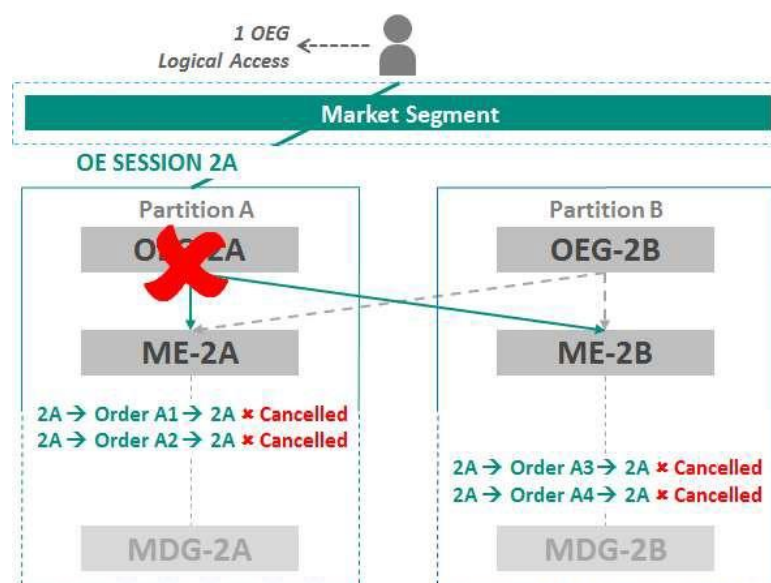 1 OEG
Logical Access
Market Segment
OE SESSION 2A
Partition A
Partition B
OEG-2A
OEG-2B
ME-2A
ME-2B
2A → Order A1 → 2A ✖ Cancelled
2A → Order A2 → 2A ✖ Cancelled
2A → Order A3 → 2A ✖ Cancelled
2A → Order A4 → 2A ✖ Cancelled
MDG-2A
MDG-2B